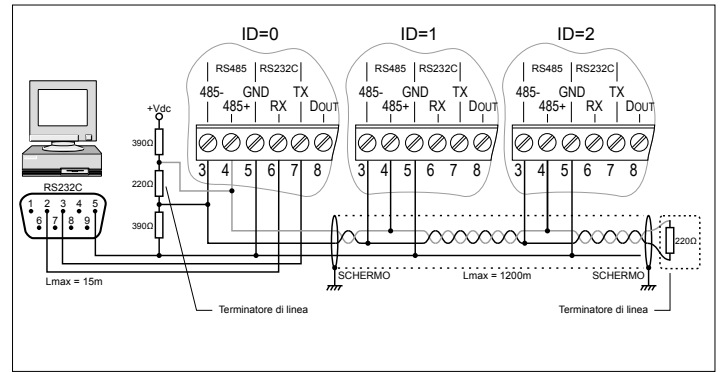 ID=0 ID=1 ID=2
RS485 RS232C RS485 RS232C RS485 RS232C
485- GND TX 485- GND TX 485- GND TX
485+ RX DOUT 485+ RX DOUT 485+ RX DOUT
+Vdc
390Ω
3 4 5 6 7 8 3 4 5 6 7 8 3 4 5 6 7 8
220Ω
RS232C
1 2 3 4 5
6 7 8 9
390Ω
220Ω
Lmax = 15m
SCHERMO Lmax = 1200m SCHERMO
Terminatore di linea Terminatore di linea